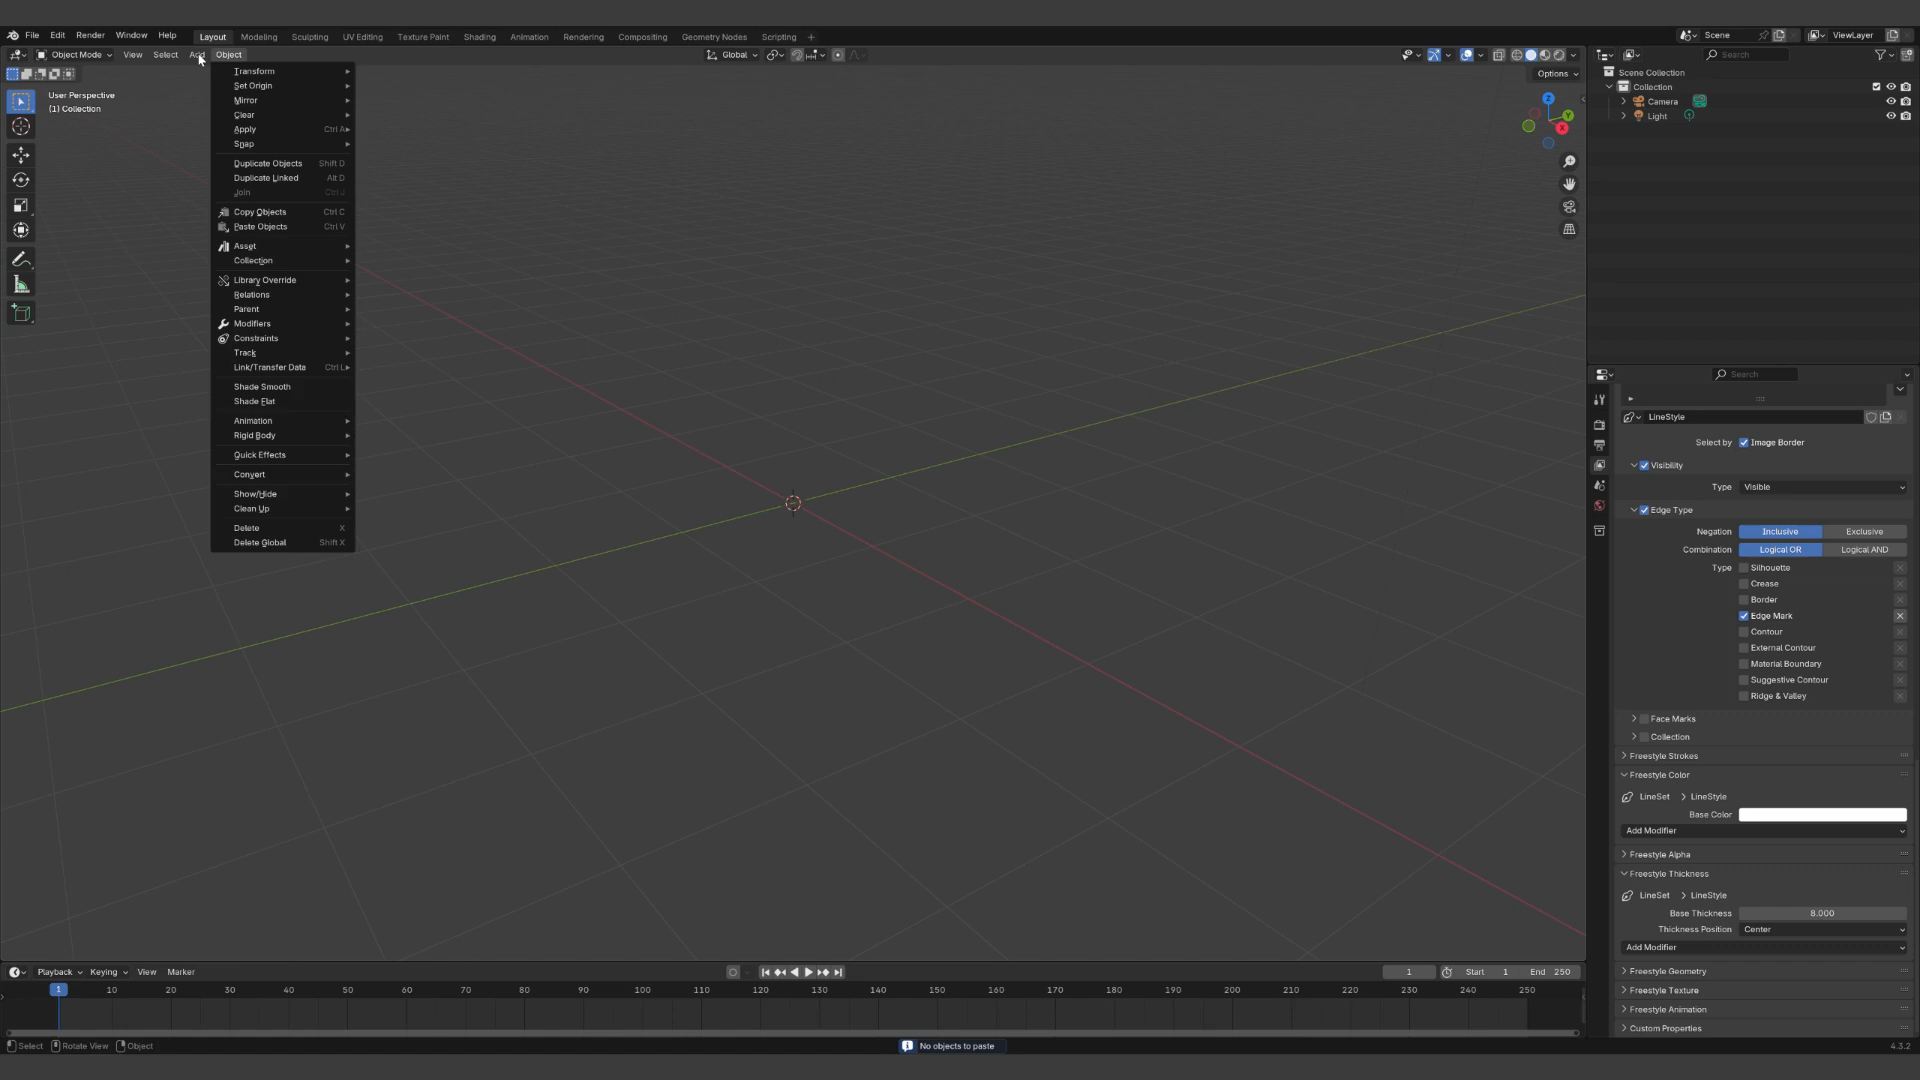 File Edit Render Window Help Layout Modeling Sculpting UV Editing Texture Paint Shading Animation Rendering Compositing Geometry Nodes Scripting + Scene ViewLayer
Object Mode View Select Add Object Global Search
Options
User Perspective
(1) Collection
Transform
Set Origin
Mirror
Clear
Apply Ctrl A
Snap
Duplicate Objects Shift D
Duplicate Linked Alt D
Join Ctrl J
Copy Objects Ctrl C
Paste Objects Ctrl V
Asset
Collection
Library Override
Relations
Parent
Modifiers
Constraints
Track
Link/Transfer Data Ctrl L
Shade Smooth
Shade Flat
Animation
Rigid Body
Quick Effects
Convert
Show/Hide
Clean Up
Delete X
Delete Global Shift X
Z
Y
X
Scene Collection
Collection
Camera
Light
Search
LineStyle
Select by Image Border
Visibility
Type Visible
Edge Type
Negation Inclusive Exclusive
Combination Logical OR Logical AND
Type Silhouette
Crease
Border
Edge Mark
Contour
External Contour
Material Boundary
Suggestive Contour
Ridge & Valley
Face Marks
Collection
Freestyle Strokes
Freestyle Color
LineSet > LineStyle
Base Color
Add Modifier
Freestyle Alpha
Freestyle Thickness
LineSet > LineStyle
Base Thickness 8.000
Thickness Position Center
Add Modifier
Freestyle Geometry
Freestyle Texture
Freestyle Animation
Custom Properties
Playback Keying View Marker 1 Start 1 End 250
1 10 20 30 40 50 60 70 80 90 100 110 120 130 140 150 160 170 180 190 200 210 220 230 240 250
Select Rotate View Object No objects to paste 4.3.2